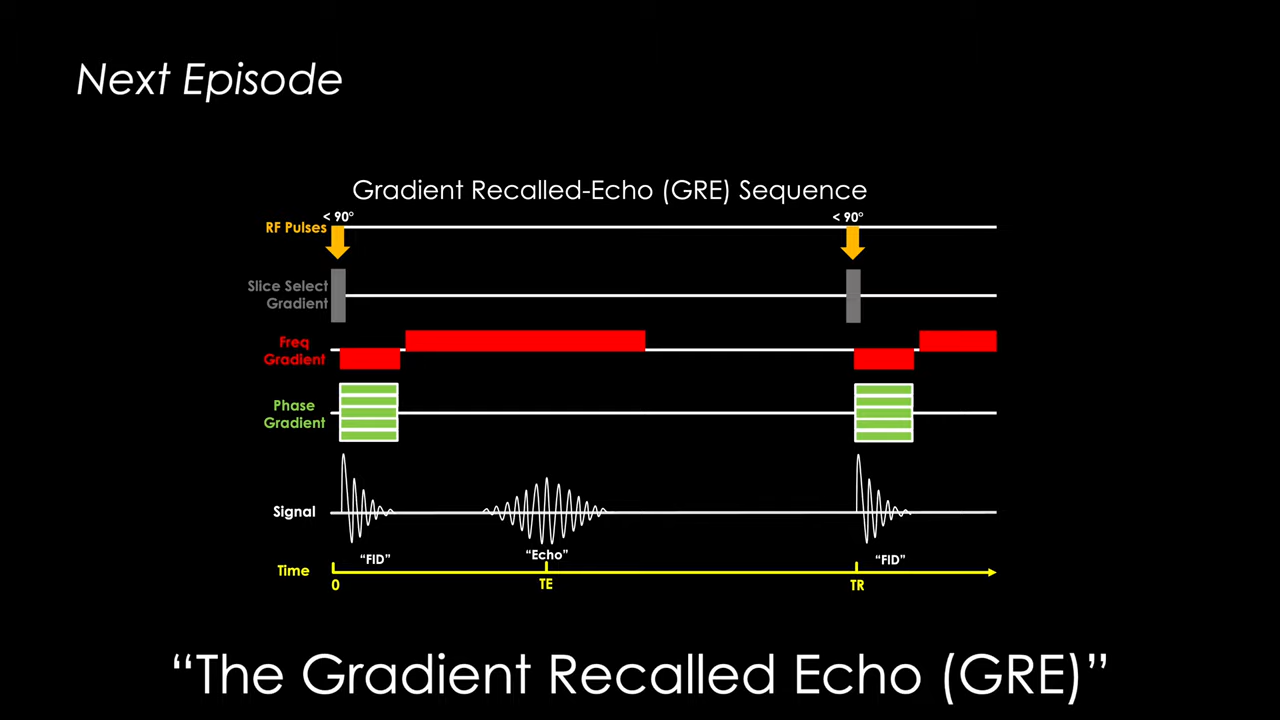 Next Episode
Gradient Recalled-Echo (GRE) Sequence
< 90°
< 90°
RF Pulses
Slice Select
Gradient
Freq
Gradient
Phase
Gradient
Signal
“FID”
“Echo”
“FID”
Time
0
TE
TR
“The Gradient Recalled Echo (GRE)”